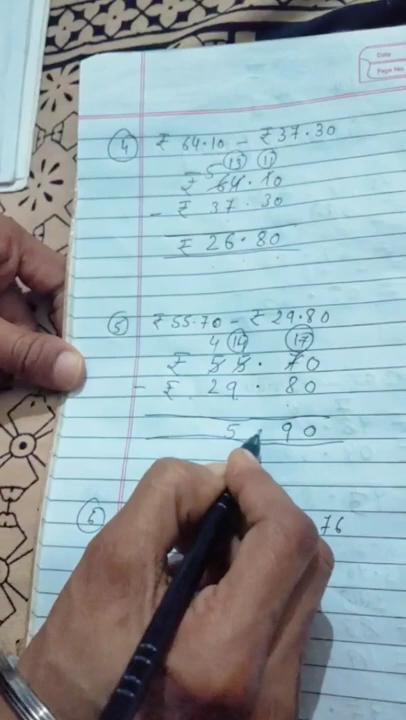 Date
Page No.
4 ₹ 64.10 - ₹ 37.30
5 13 11
₹ 64.10
- ₹ 37.30
₹ 26.80
5 ₹ 55.70 - ₹ 29.80
4 14 17
₹ 55.70
- ₹ 29.80
5.90
6 76